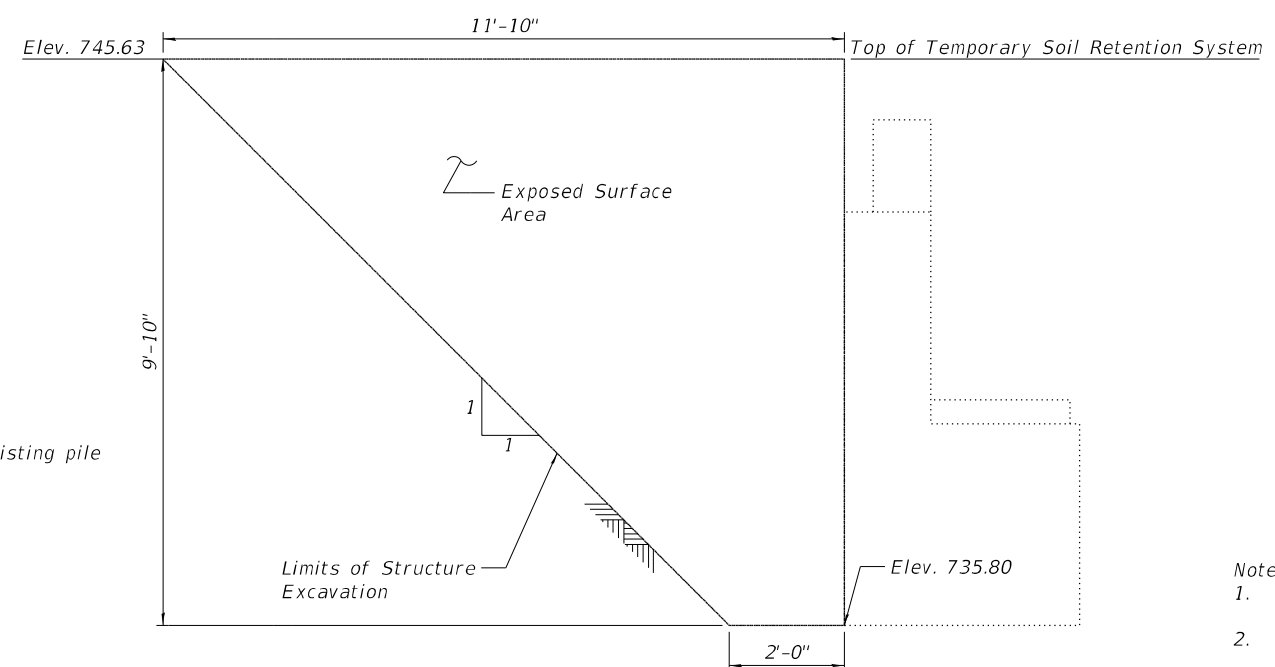 11'-10"
Elev. 745.63
Top of Temporary Soil Retention System
Exposed Surface
Area
9'-10"
1
1
isting pile
Limits of Structure
Excavation
Elev. 735.80
Note
1.
2.
2'-0"